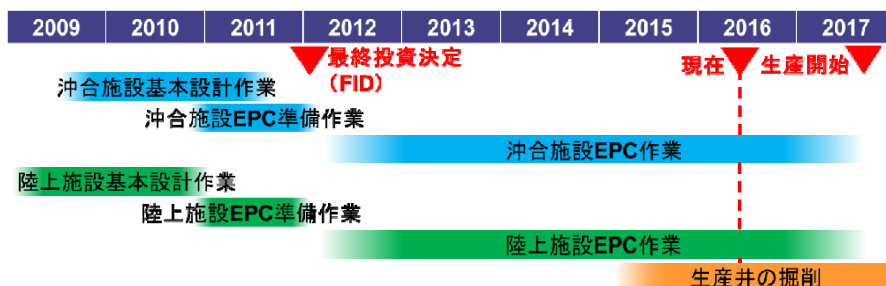 2009 2010 2011 2012 2013 2014 2015 2016 2017
最終投資決定
（FID）
現在
生産開始
沖合施設基本設計作業
沖合施設EPC準備作業
沖合施設EPC作業
陸上施設基本設計作業
陸上施設EPC準備作業
陸上施設EPC作業
生産井の掘削